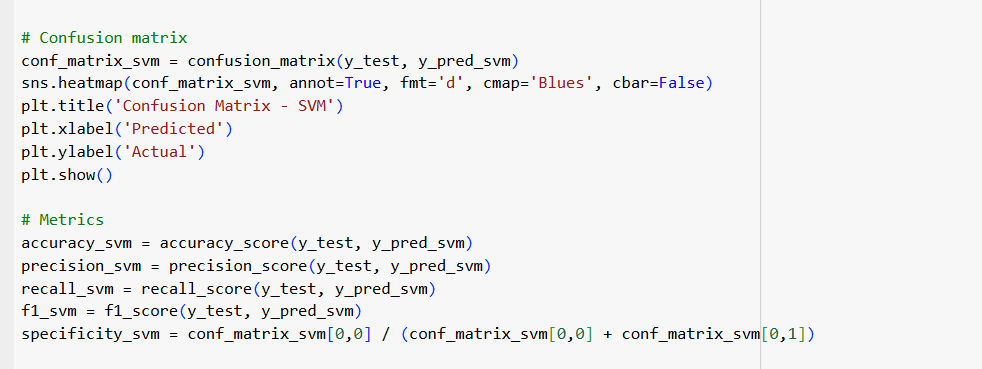 # Confusion matrix
conf_matrix_svm = confusion_matrix(y_test, y_pred_svm)
sns.heatmap(conf_matrix_svm, annot=True, fmt='d', cmap='Blues', cbar=False)
plt.title('Confusion Matrix - SVM')
plt.xlabel('Predicted')
plt.ylabel('Actual')
plt.show()
# Metrics
accuracy_svm = accuracy_score(y_test, y_pred_svm)
precision_svm = precision_score(y_test, y_pred_svm)
recall_svm = recall_score(y_test, y_pred_svm)
f1_svm = f1_score(y_test, y_pred_svm)
specificity_svm = conf_matrix_svm[0,0] / (conf_matrix_svm[0,0] + conf_matrix_svm[0,1])